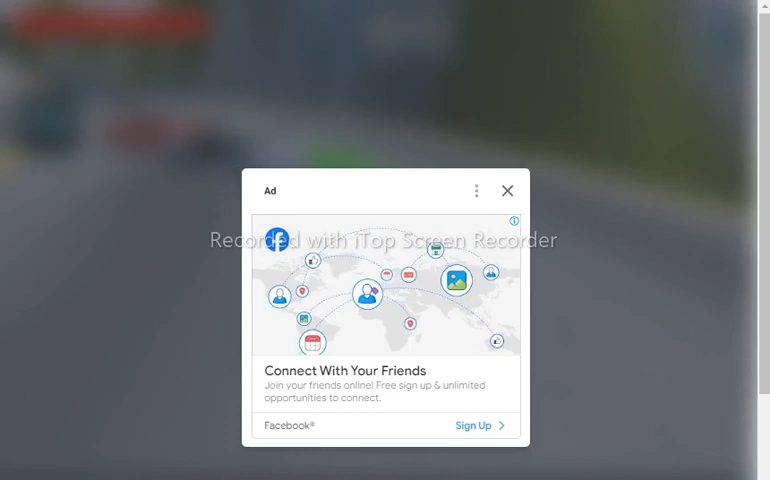 Ad
Recorded with iTop Screen Recorder
Connect With Your Friends
Join your friends online! Free sign up & unlimited
opportunities to connect.
Facebook®
Sign Up